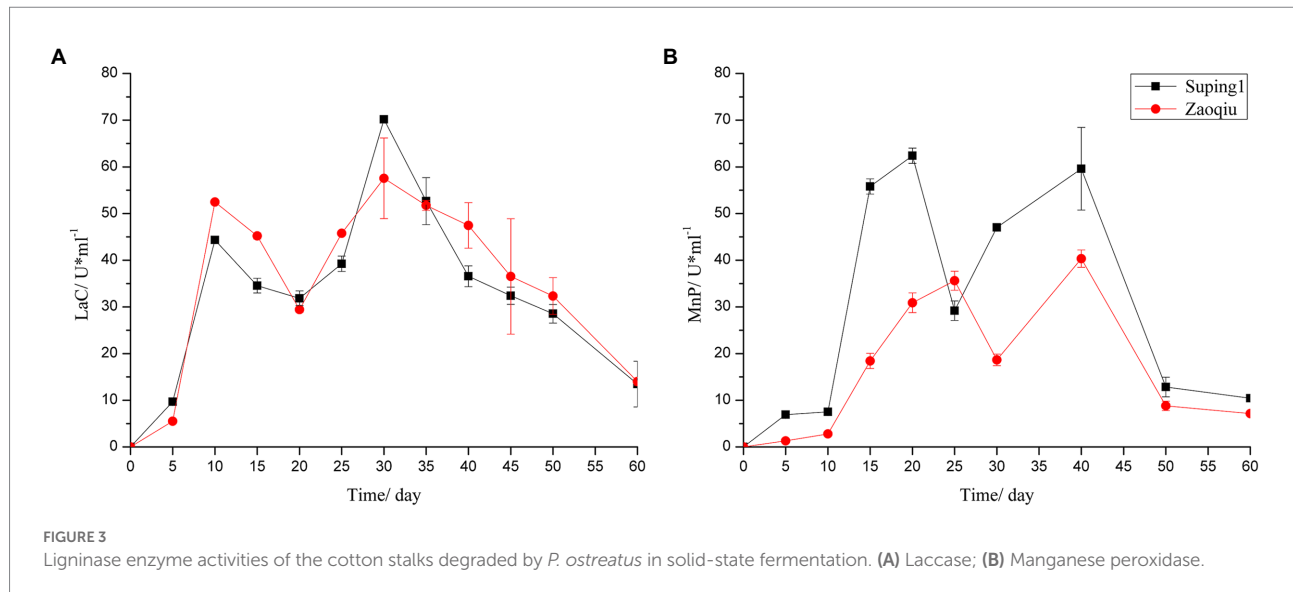 A
LaC/ U*ml⁻¹
80
70
60
50
40
30
20
10
0
0 5 10 15 20 25 30 35 40 45 50 55 60
Time/ day
B
MnP/ U*ml⁻¹
80
70
60
50
40
30
20
10
0
0 5 10 15 20 25 30 35 40 45 50 55 60
Time/ day
Suping1
Zaoqiu
FIGURE 3
Ligninase enzyme activities of the cotton stalks degraded by P. ostreatus in solid-state fermentation. (A) Laccase; (B) Manganese peroxidase.